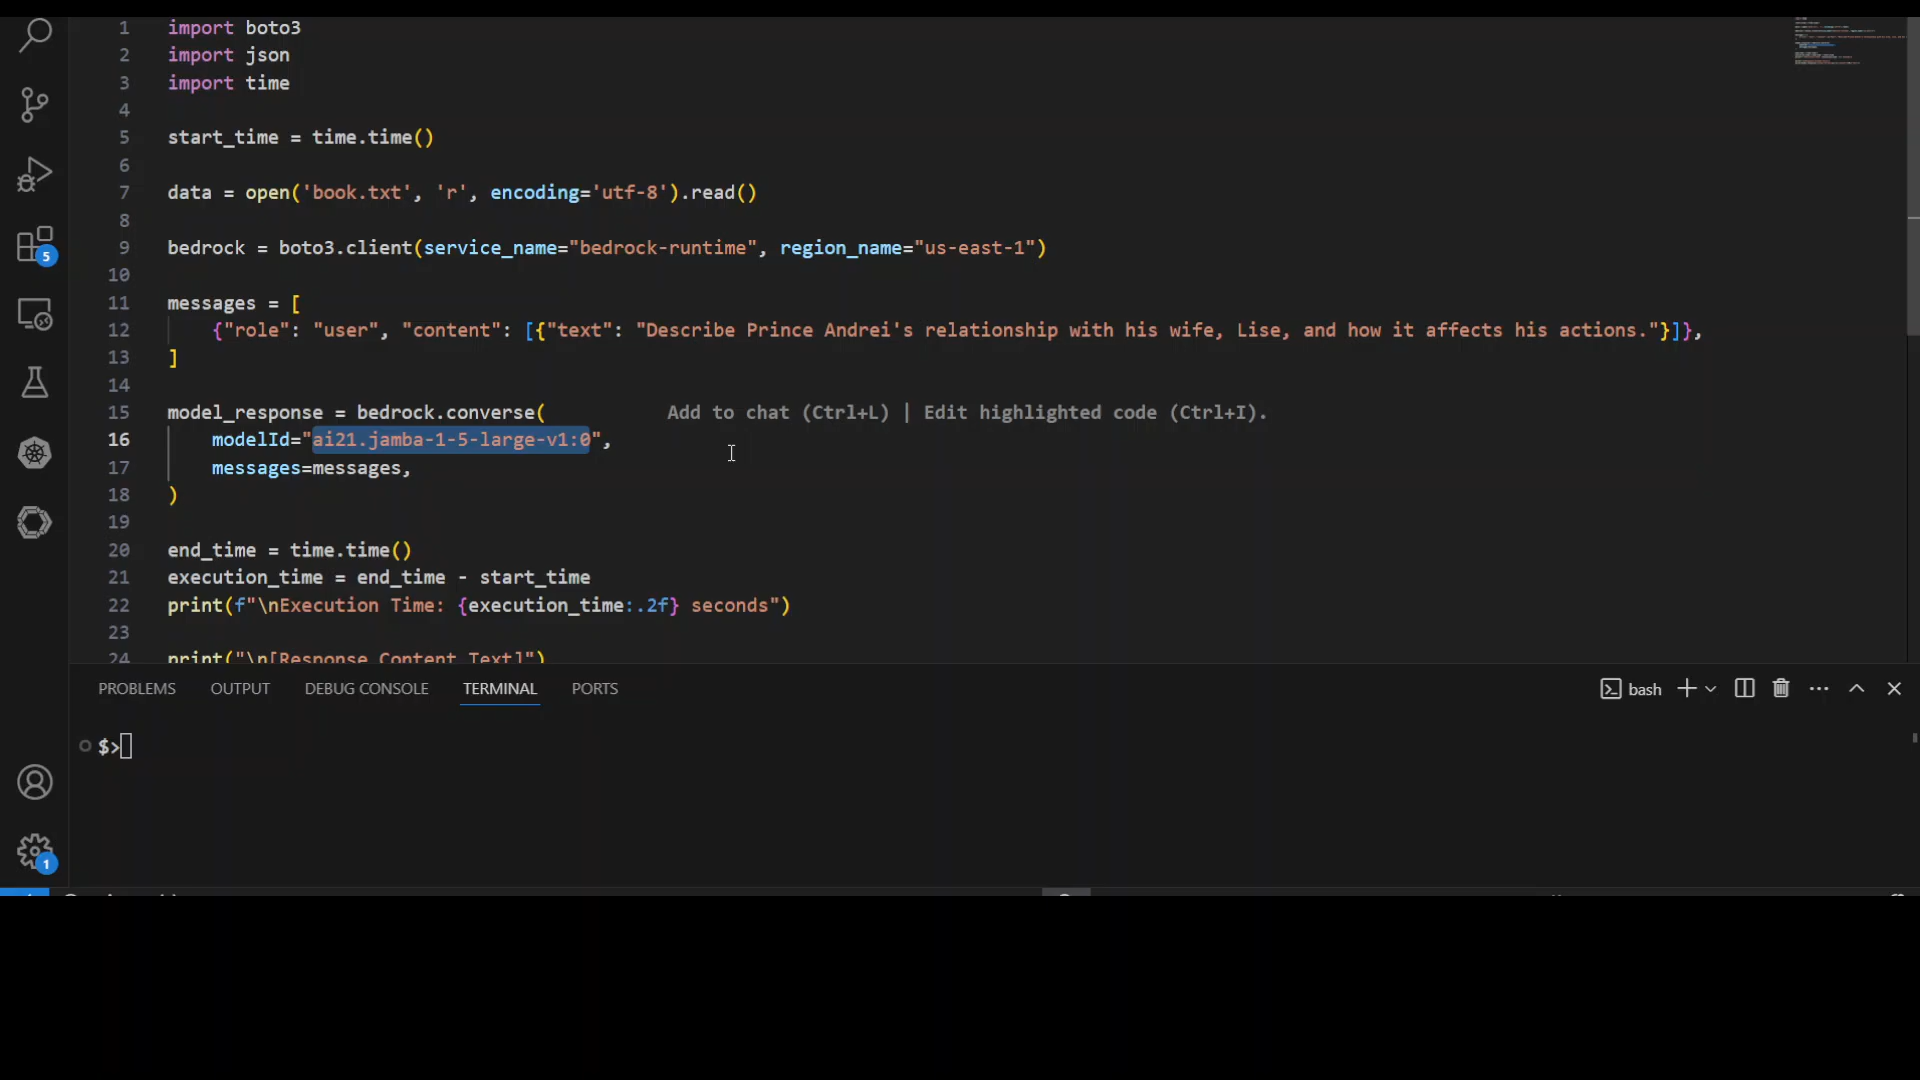 1 import boto3
2 import json
3 import time
4
5 start_time = time.time()
6
7 data = open('book.txt', 'r', encoding='utf-8').read()
8
9 bedrock = boto3.client(service_name="bedrock-runtime", region_name="us-east-1")
10
11 messages = [
12 {"role": "user", "content": [{"text": "Describe Prince Andrei's relationship with his wife, Lise, and how it affects his actions."}]},
13 ]
14
15 model_response = bedrock.converse( Add to chat (Ctrl+L) | Edit highlighted code (Ctrl+I).
16 modelId="ai21.jamba-1-5-large-v1:0",
17 messages=messages,
18 )
19
20 end_time = time.time()
21 execution_time = end_time - start_time
22 print(f"\nExecution Time: {execution_time:.2f} seconds")
23
24 print("\n[Response Content Text]")
5
PROBLEMS OUTPUT DEBUG CONSOLE TERMINAL PORTS bash
$>
1